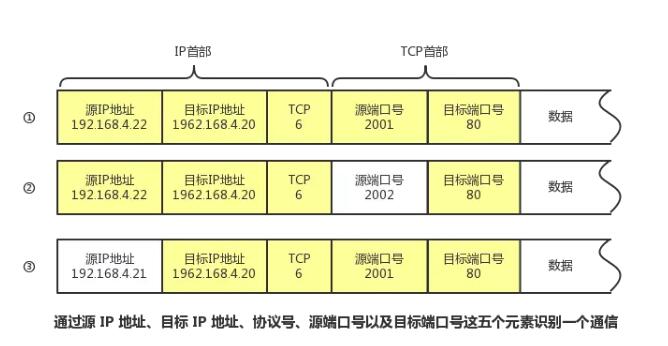 IP首部 TCP首部
① 源IP地址 目标IP地址 TCP 源端口号 目标端口号 数据
192.168.4.22 1962.168.4.20 6 2001 80
② 源IP地址 目标IP地址 TCP 源端口号 目标端口号 数据
192.168.4.22 1962.168.4.20 6 2002 80
③ 源IP地址 目标IP地址 TCP 源端口号 目标端口号 数据
192.168.4.21 1962.168.4.20 6 2001 80
通过源 IP 地址、目标 IP 地址、协议号、源端口号以及目标端口号这五个元素识别一个通信